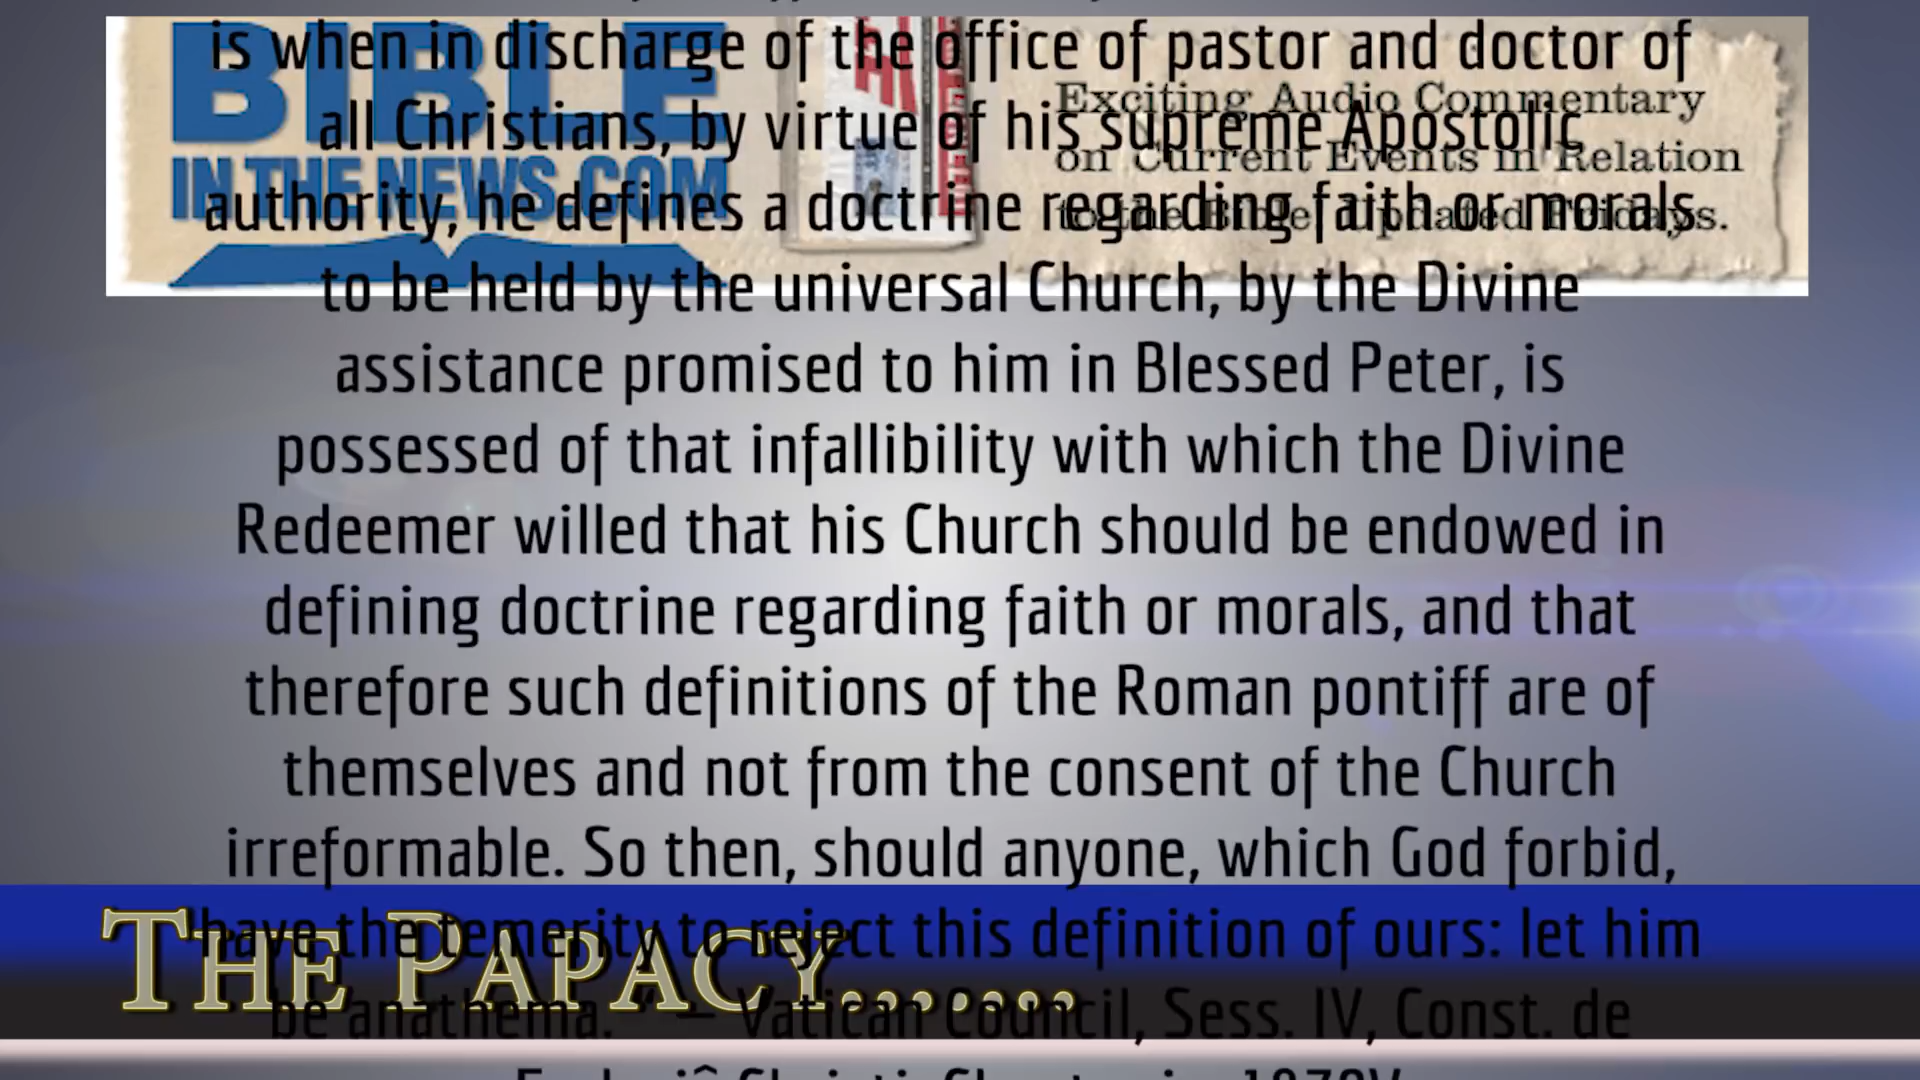 is when in discharge of the office of pastor and doctor of
all Christians, by virtue of his supreme Apostolic
authority, he defines a doctrine regarding faith or morals
to be held by the universal Church, by the Divine
assistance promised to him in Blessed Peter, is
possessed of that infallibility with which the Divine
Redeemer willed that his Church should be endowed in
defining doctrine regarding faith or morals, and that
therefore such definitions of the Roman pontiff are of
themselves and not from the consent of the Church
irreformable. So then, should anyone, which God forbid,
have the temerity to reject this definition of ours: let him
be anathema. " – Vatican Council, Sess. IV, Const. de
BIBLE
IN THE NEWS.COM
Exciting Audio Commentary
on Current Events in Relation
to the Bible. Updated Fridays.
THE PAPACY.......